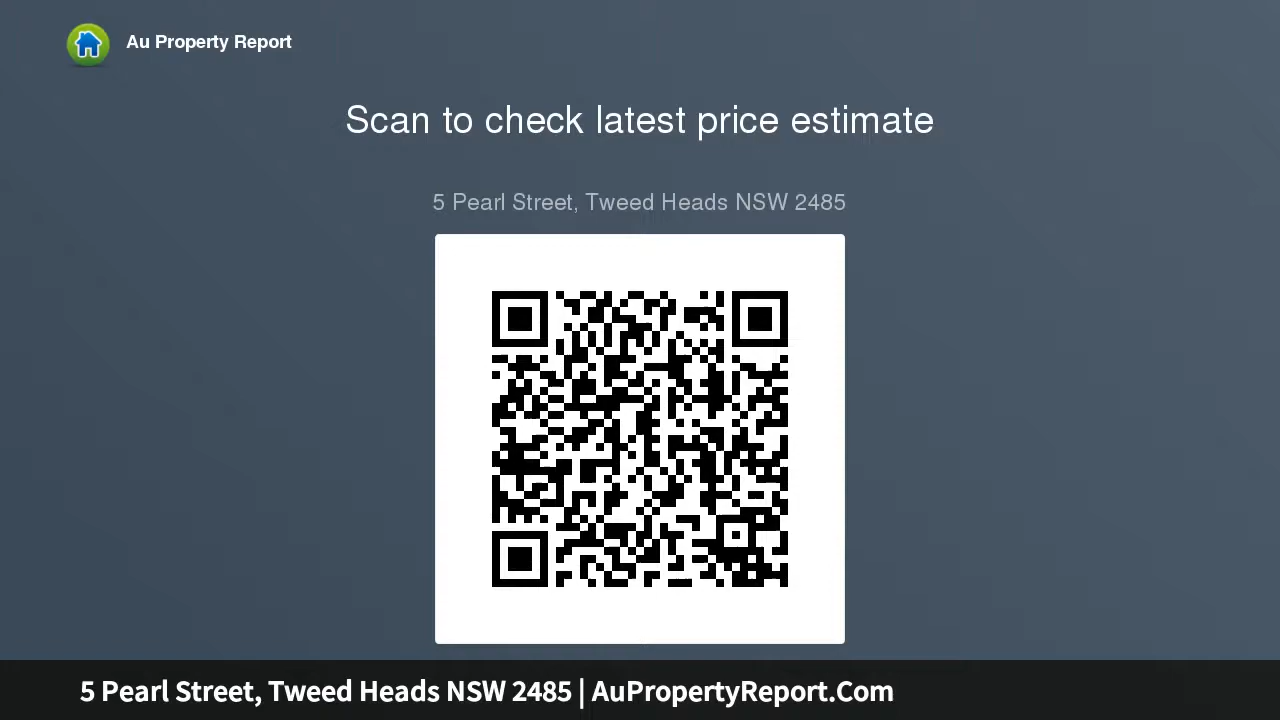 Au Property Report
Scan to check latest price estimate
5 Pearl Street, Tweed Heads NSW 2485
5 Pearl Street, Tweed Heads NSW 2485 | AuPropertyReport.Com